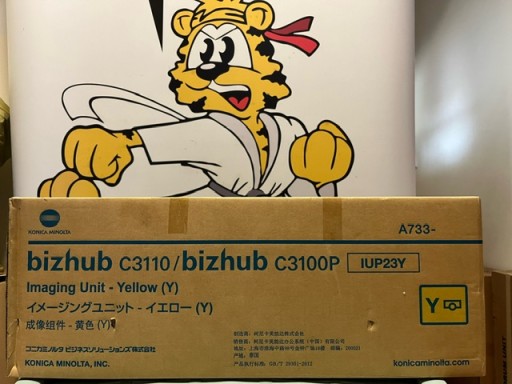 KONICA MINOLTA
A733-
bizhub C3110/bizhub C3100P IUP23Y
Imaging Unit - Yellow (Y)
イメージングユニット - イエロー (Y)
成像组件 - 黄色 (Y)
Y
コニカミノルタ ビジネスソリューションズ株式会社
KONICA MINOLTA, INC.
konicaminolta.com